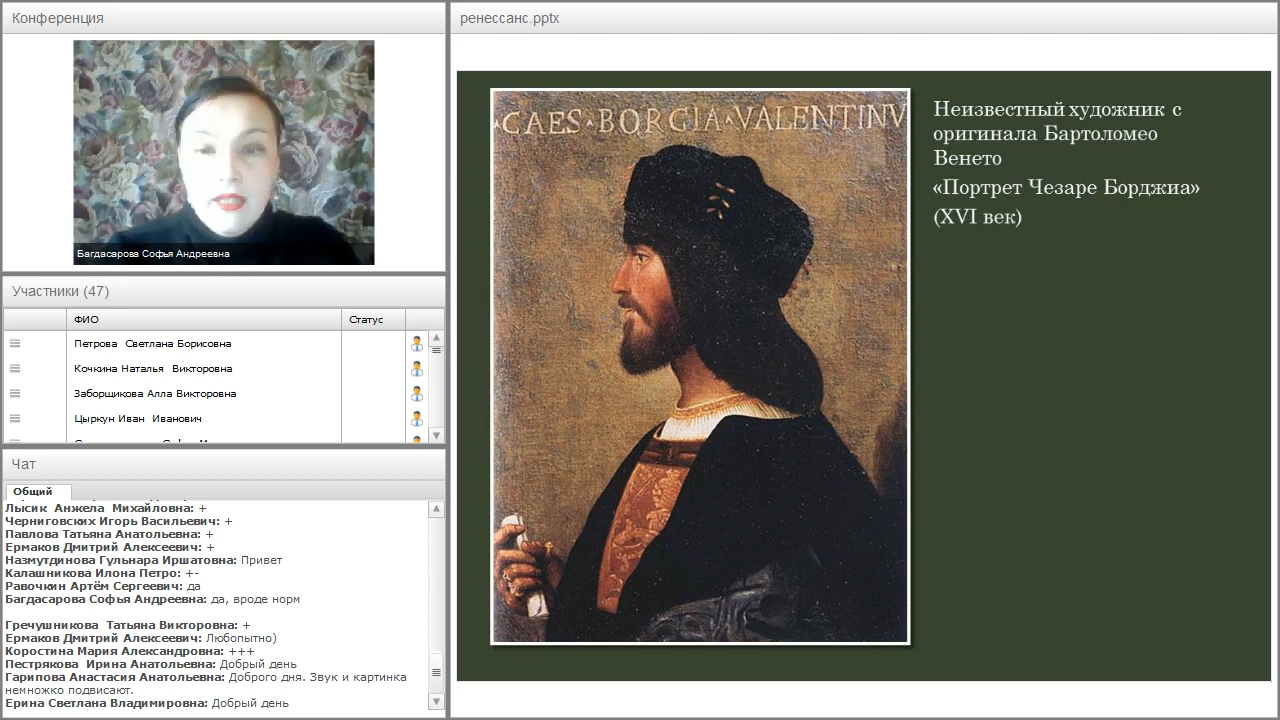 Конференция
Багдасарова Софья Андреевна
Участники (47)
ФИО
Статус
Петрова Светлана Борисовна
Кочкина Наталья Викторовна
Заборщикова Алла Викторовна
Цыркун Иван Иванович
Чат
Общий
Лысик Анжела Михайловна: +
Черниговских Игорь Васильевич: +
Павлова Татьяна Анатольевна: +
Ермаков Дмитрий Алексеевич: +
Назмутдинова Гульнара Иршатовна: Привет
Калашникова Илона Петро: +-
Равочкин Артём Сергеевич: да
Багдасарова Софья Андреевна: да, вроде норм
Гречушникова Татьяна Викторовна: +
Ермаков Дмитрий Алексеевич: Любопытно)
Коростина Мария Александровна: +++
Пестрякова Ирина Анатольевна: Добрый день
Гарипова Анастасия Анатольевна: Доброго дня. Звук и картинка
немножко подвисают.
Ерина Светлана Владимировна: Добрый день
ренессанс.pptx
CAES·BORGIA·VALENTINV
Неизвестный художник с
оригинала Бартоломео
Венето
«Портрет Чезаре Борджиа»
(XVI век)